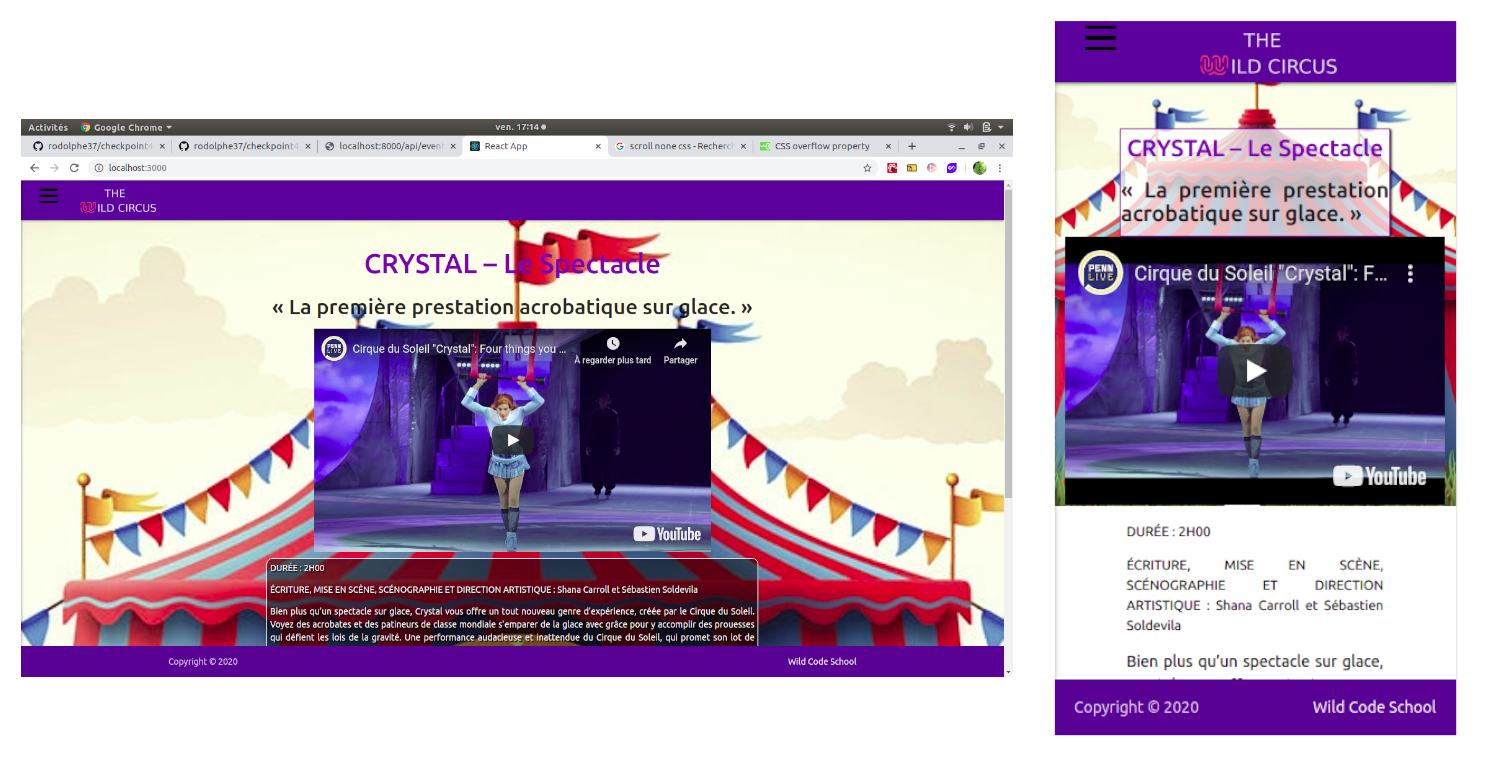 Activités Google Chrome ven. 17:14
rodolphe37/checkpoint4 rodolphe37/checkpoint4 localhost:8000/api/event React App scroll none css - Recherch CSS overflow property
localhost:3000
THE
WILD CIRCUS
CRYSTAL – Le Spectacle
« La première prestation acrobatique sur glace. »
PENN LIVE Cirque du Soleil "Crystal": Four things you ... À regarder plus tard Partager
YouTube
DURÉE : 2H00
ÉCRITURE, MISE EN SCÈNE, SCÉNOGRAPHIE ET DIRECTION ARTISTIQUE : Shana Carroll et Sébastien Soldevila
Bien plus qu'un spectacle sur glace, Crystal vous offre un tout nouveau genre d'expérience, créée par le Cirque du Soleil.
Voyez des acrobates et des patineurs de classe mondiale s'emparer de la glace avec grâce pour y accomplir des prouesses
qui défient les lois de la gravité. Une performance audacieuse et inattendue du Cirque du Soleil, qui promet son lot de
Copyright © 2020 Wild Code School
THE
WILD CIRCUS
CRYSTAL – Le Spectacle
« La première prestation
acrobatique sur glace. »
PENN LIVE Cirque du Soleil "Crystal": F...
YouTube
DURÉE : 2H00
ÉCRITURE, MISE EN SCÈNE,
SCÉNOGRAPHIE ET DIRECTION
ARTISTIQUE : Shana Carroll et Sébastien
Soldevila
Bien plus qu'un spectacle sur glace,
Copyright © 2020 Wild Code School